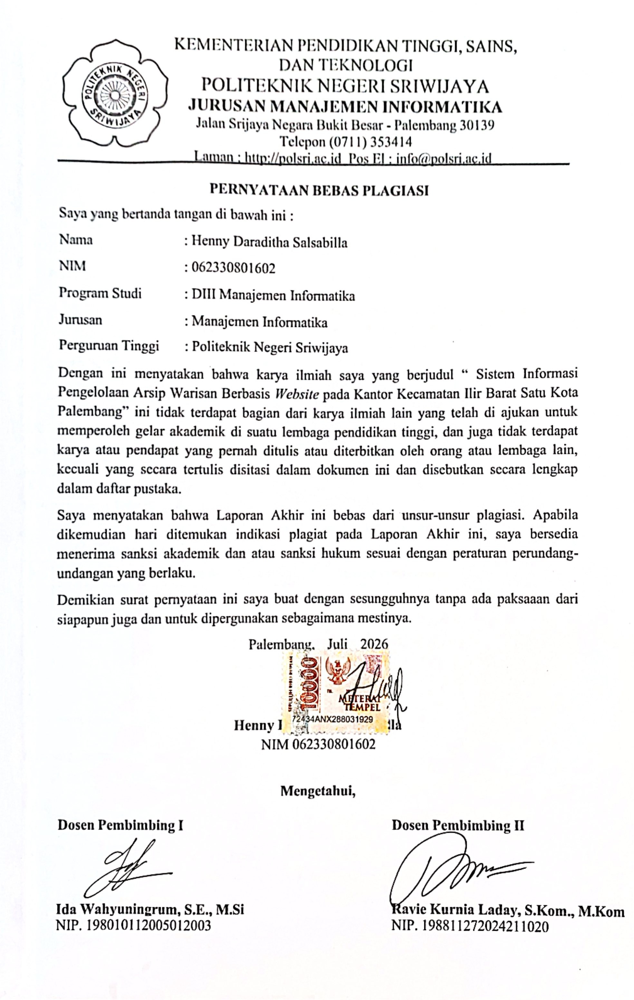 KEMENTERIAN PENDIDIKAN TINGGI, SAINS,
DAN TEKNOLOGI
POLITEKNIK NEGERI SRIWIJAYA
JURUSAN MANAJEMEN INFORMATIKA
Jalan Srijaya Negara Bukit Besar - Palembang 30139
Telepon (0711) 353414
Laman : http://polsri.ac.id Pos El : info@polsri.ac.id
POLITEKNIK NEGERI
SRIWIJAYA
PERNYATAAN BEBAS PLAGIASI
Saya yang bertanda tangan di bawah ini :
Nama : Henny Daraditha Salsabilla
NIM : 062330801602
Program Studi : DIII Manajemen Informatika
Jurusan : Manajemen Informatika
Perguruan Tinggi : Politeknik Negeri Sriwijaya
Dengan ini menyatakan bahwa karya ilmiah saya yang berjudul “ Sistem Informasi
Pengelolaan Arsip Warisan Berbasis Website pada Kantor Kecamatan Ilir Barat Satu Kota
Palembang” ini tidak terdapat bagian dari karya ilmiah lain yang telah di ajukan untuk
memperoleh gelar akademik di suatu lembaga pendidikan tinggi, dan juga tidak terdapat
karya atau pendapat yang pernah ditulis atau diterbitkan oleh orang atau lembaga lain,
kecuali yang secara tertulis disitasi dalam dokumen ini dan disebutkan secara lengkap
dalam daftar pustaka.
Saya menyatakan bahwa Laporan Akhir ini bebas dari unsur-unsur plagiasi. Apabila
dikemudian hari ditemukan indikasi plagiat pada Laporan Akhir ini, saya bersedia
menerima sanksi akademik dan atau sanksi hukum sesuai dengan peraturan perundang-
undangan yang berlaku.
Demikian surat pernyataan ini saya buat dengan sesungguhnya tanpa ada paksaaan dari
siapapun juga dan untuk dipergunakan sebagaimana mestinya.
Palembang, Juli 2026
SEPULUH RIBU RUPIAH
10000
METERAI
TEMPEL
72434ANX288031929
Henny
NIM 062330801602
Mengetahui,
Dosen Pembimbing I Dosen Pembimbing II
Ida Wahyuningrum, S.E., M.Si Ravie Kurnia Laday, S.Kom., M.Kom
NIP. 198010112005012003 NIP. 198811272024211020